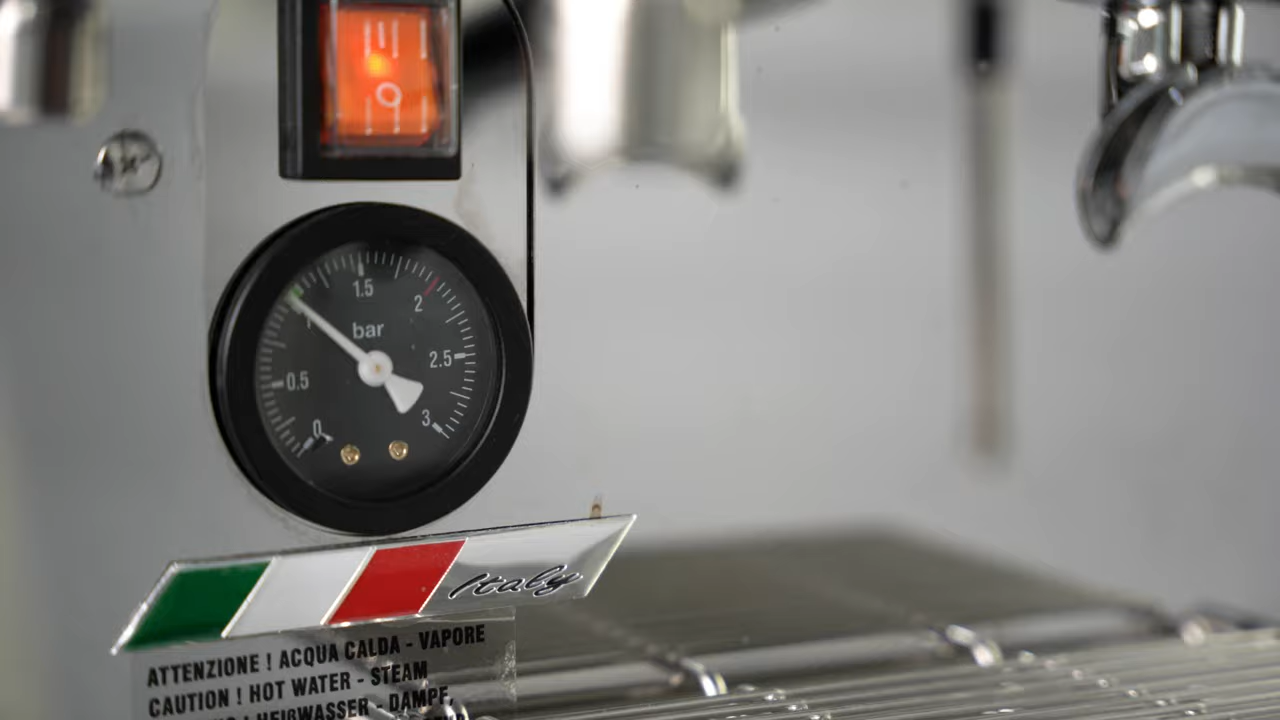 1.5
2
bar
2.5
0.5
3
0
Italy
ATTENZIONE ! ACQUA CALDA - VAPORE
CAUTION ! HOT WATER - STEAM
! HEIßWASSER - DAMPF,